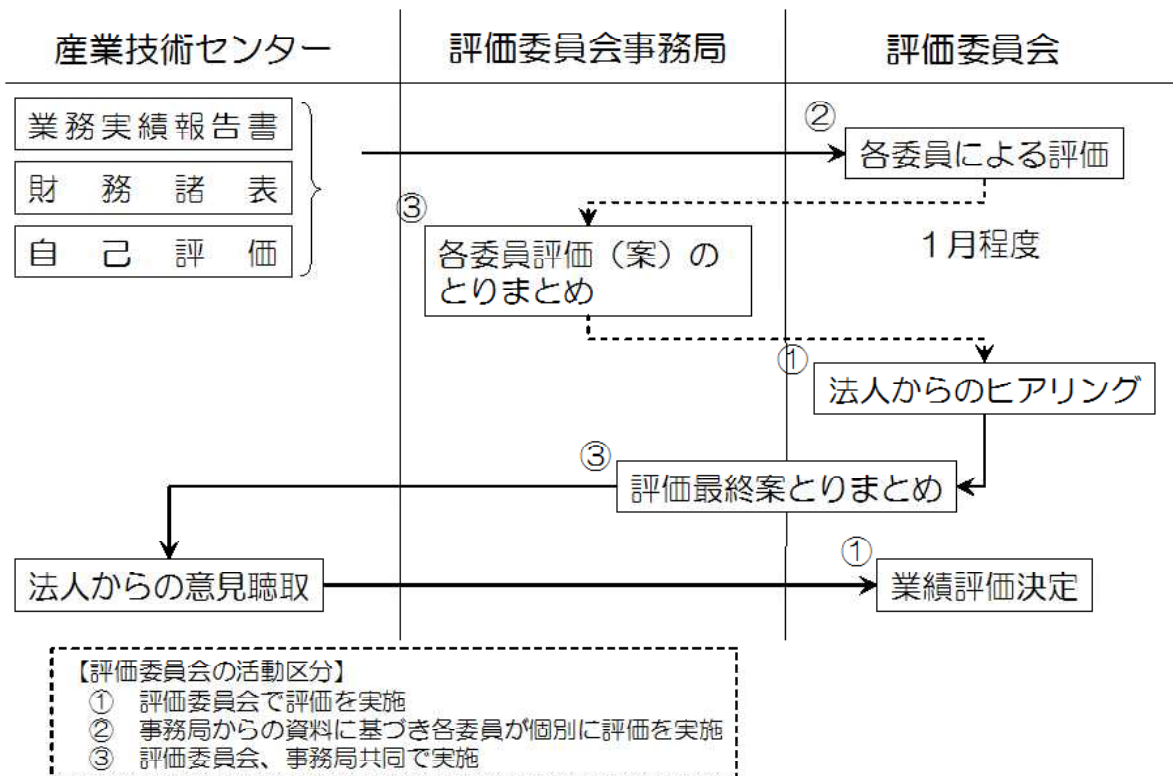 産業技術センター
評価委員会事務局
評価委員会
業務実績報告書
財務諸表
自己評価
②
各委員による評価
③
各委員評価（案）の
とりまとめ
１月程度
①
法人からのヒアリング
③
評価最終案とりまとめ
法人からの意見聴取
①
業績評価決定
【評価委員会の活動区分】
①　評価委員会で評価を実施
②　事務局からの資料に基づき各委員が個別に評価を実施
③　評価委員会、事務局共同で実施